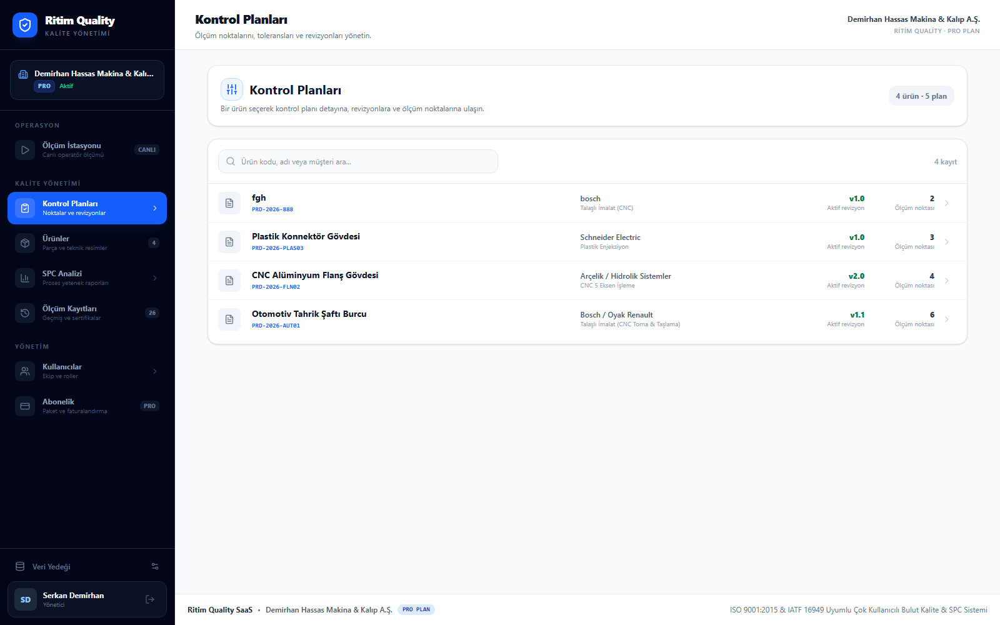 Ritim Quality
KALİTE YÖNETİMİ
Demirhan Hassas Makina & Kalı...
PRO Aktif
OPERASYON
Ölçüm İstasyonu
Canlı operatör ölçümü
CANLI
KALİTE YÖNETİMİ
Kontrol Planları
Noktalar ve revizyonlar
Ürünler
Parça ve teknik resimler
4
SPC Analizi
Proses yetenek raporları
Ölçüm Kayıtları
Geçmiş ve sertifikalar
26
YÖNETİM
Kullanıcılar
Ekip ve roller
Abonelik
Paket ve faturalandırma
PRO
Veri Yedeği
SD
Serkan Demirhan
Yönetici
Kontrol Planları
Ölçüm noktalarını, toleransları ve revizyonları yönetin.
Demirhan Hassas Makina & Kalıp A.Ş.
RİTİM QUALITY · PRO PLAN
Kontrol Planları
Bir ürün seçerek kontrol planı detayına, revizyonlara ve ölçüm noktalarına ulaşın.
4 ürün · 5 plan
Ürün kodu, adı veya müşteri ara...
4 kayıt
fgh
PRD-2026-888
bosch
Talaşlı İmalat (CNC)
v1.0
Aktif revizyon
2
Ölçüm noktası
Plastik Konnektör Gövdesi
PRD-2026-PLAS03
Schneider Electric
Plastik Enjeksiyon
v1.0
Aktif revizyon
3
Ölçüm noktası
CNC Alüminyum Flanş Gövdesi
PRD-2026-FLN02
Arçelik / Hidrolik Sistemler
CNC 5 Eksen İşleme
v2.0
Aktif revizyon
4
Ölçüm noktası
Otomotiv Tahrik Şaftı Burcu
PRD-2026-AUT01
Bosch / Oyak Renault
Talaşlı İmalat (CNC Torna & Taşlama)
v1.1
Aktif revizyon
6
Ölçüm noktası
Ritim Quality SaaS • Demirhan Hassas Makina & Kalıp A.Ş. PRO PLAN
ISO 9001:2015 & IATF 16949 Uyumlu Çok Kullanıcılı Bulut Kalite & SPC Sistemi